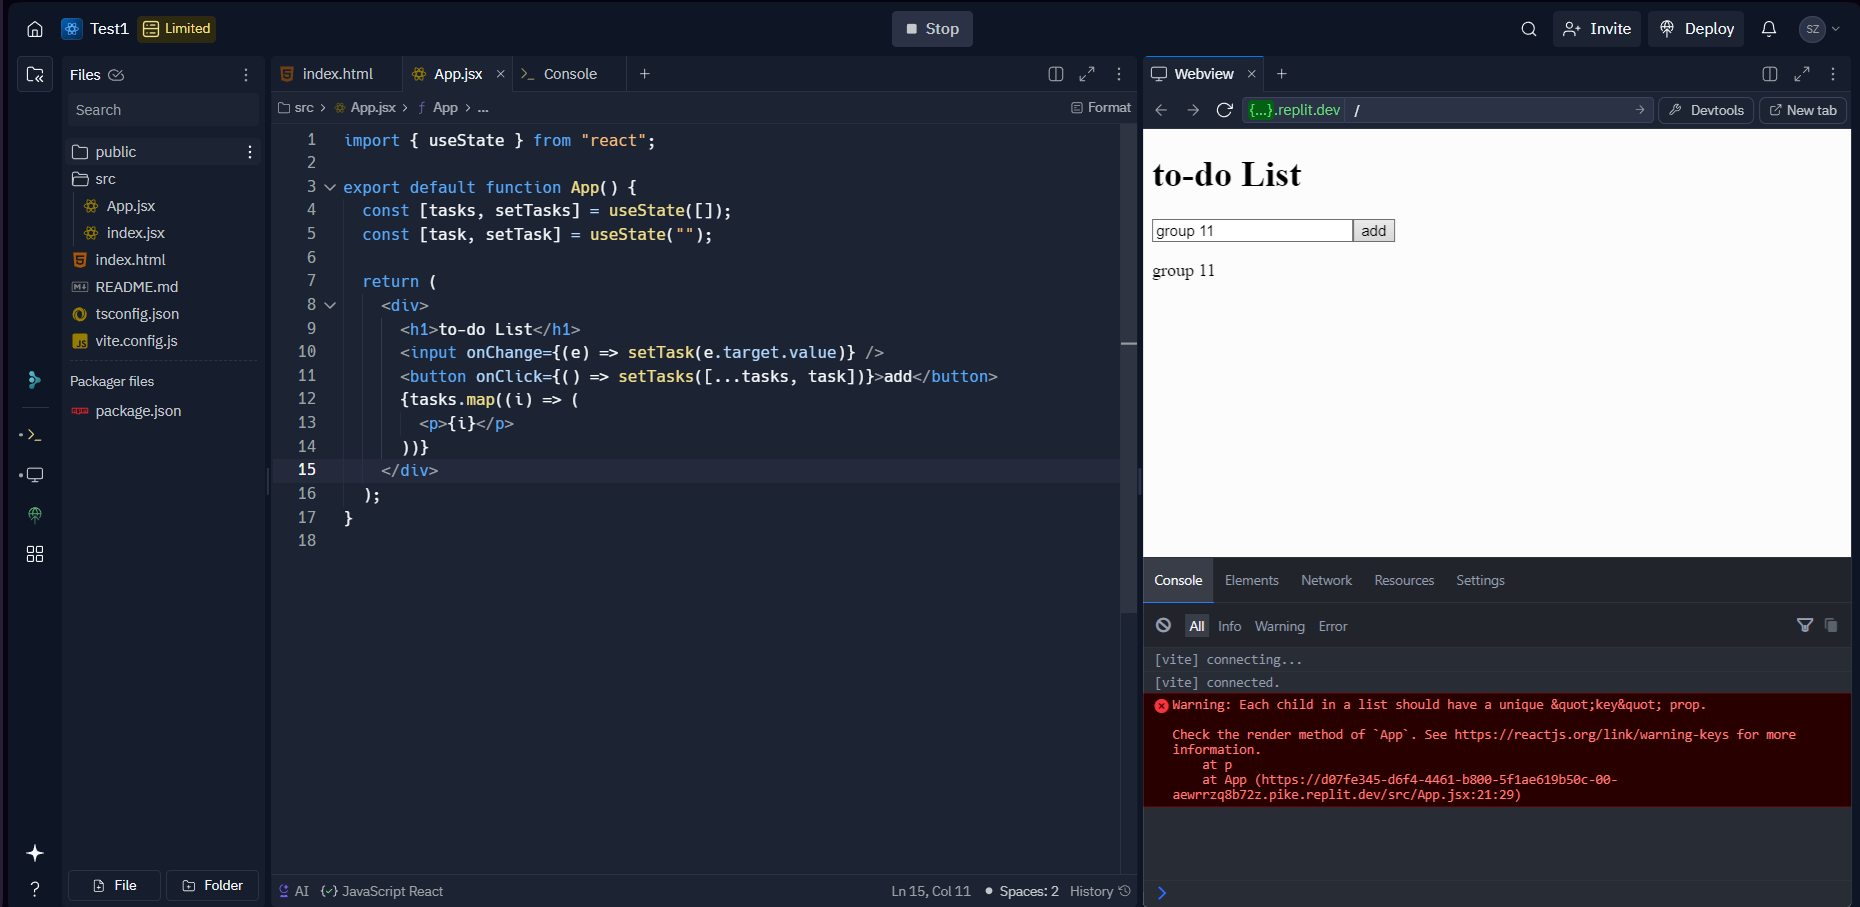 Test1 Limited Stop Invite Deploy SZ
Files index.html App.jsx Console Webview
Search src App.jsx App ... Format {...}.replit.dev / Devtools New tab
public
src
App.jsx
index.jsx
index.html
README.md
tsconfig.json
JS vite.config.js
Packager files
package.json
File Folder
1 import { useState } from "react";
2
3 export default function App() {
4 const [tasks, setTasks] = useState([]);
5 const [task, setTask] = useState("");
6
7 return (
8 <div>
9 <h1>to-do List</h1>
10 <input onChange={(e) => setTask(e.target.value)} />
11 <button onClick={() => setTasks([...tasks, task])}>add</button>
12 {tasks.map((i) => (
13 <p>{i}</p>
14 ))}
15 </div>
16 );
17 }
18
AI JavaScript React Ln 15, Col 11 Spaces: 2 History
to-do List
group 11 add
group 11
Console Elements Network Resources Settings
All Info Warning Error
[vite] connecting...
[vite] connected.
Warning: Each child in a list should have a unique &quot;key&quot; prop.
Check the render method of `App`. See https://reactjs.org/link/warning-keys for more
information.
at p
at App (https://d07fe345-d6f4-4461-b800-5f1ae619b50c-00-
aewrrzq8b72z.pike.replit.dev/src/App.jsx:21:29)